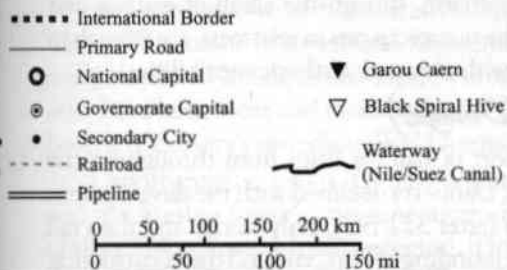 International Border
Primary Road
National Capital
Governorate Capital
Secondary City
Railroad
Pipeline
Garou Caern
Black Spiral Hive
Waterway
(Nile/Suez Canal)
0 50 100 150 200 km
0 50 100 150 mi